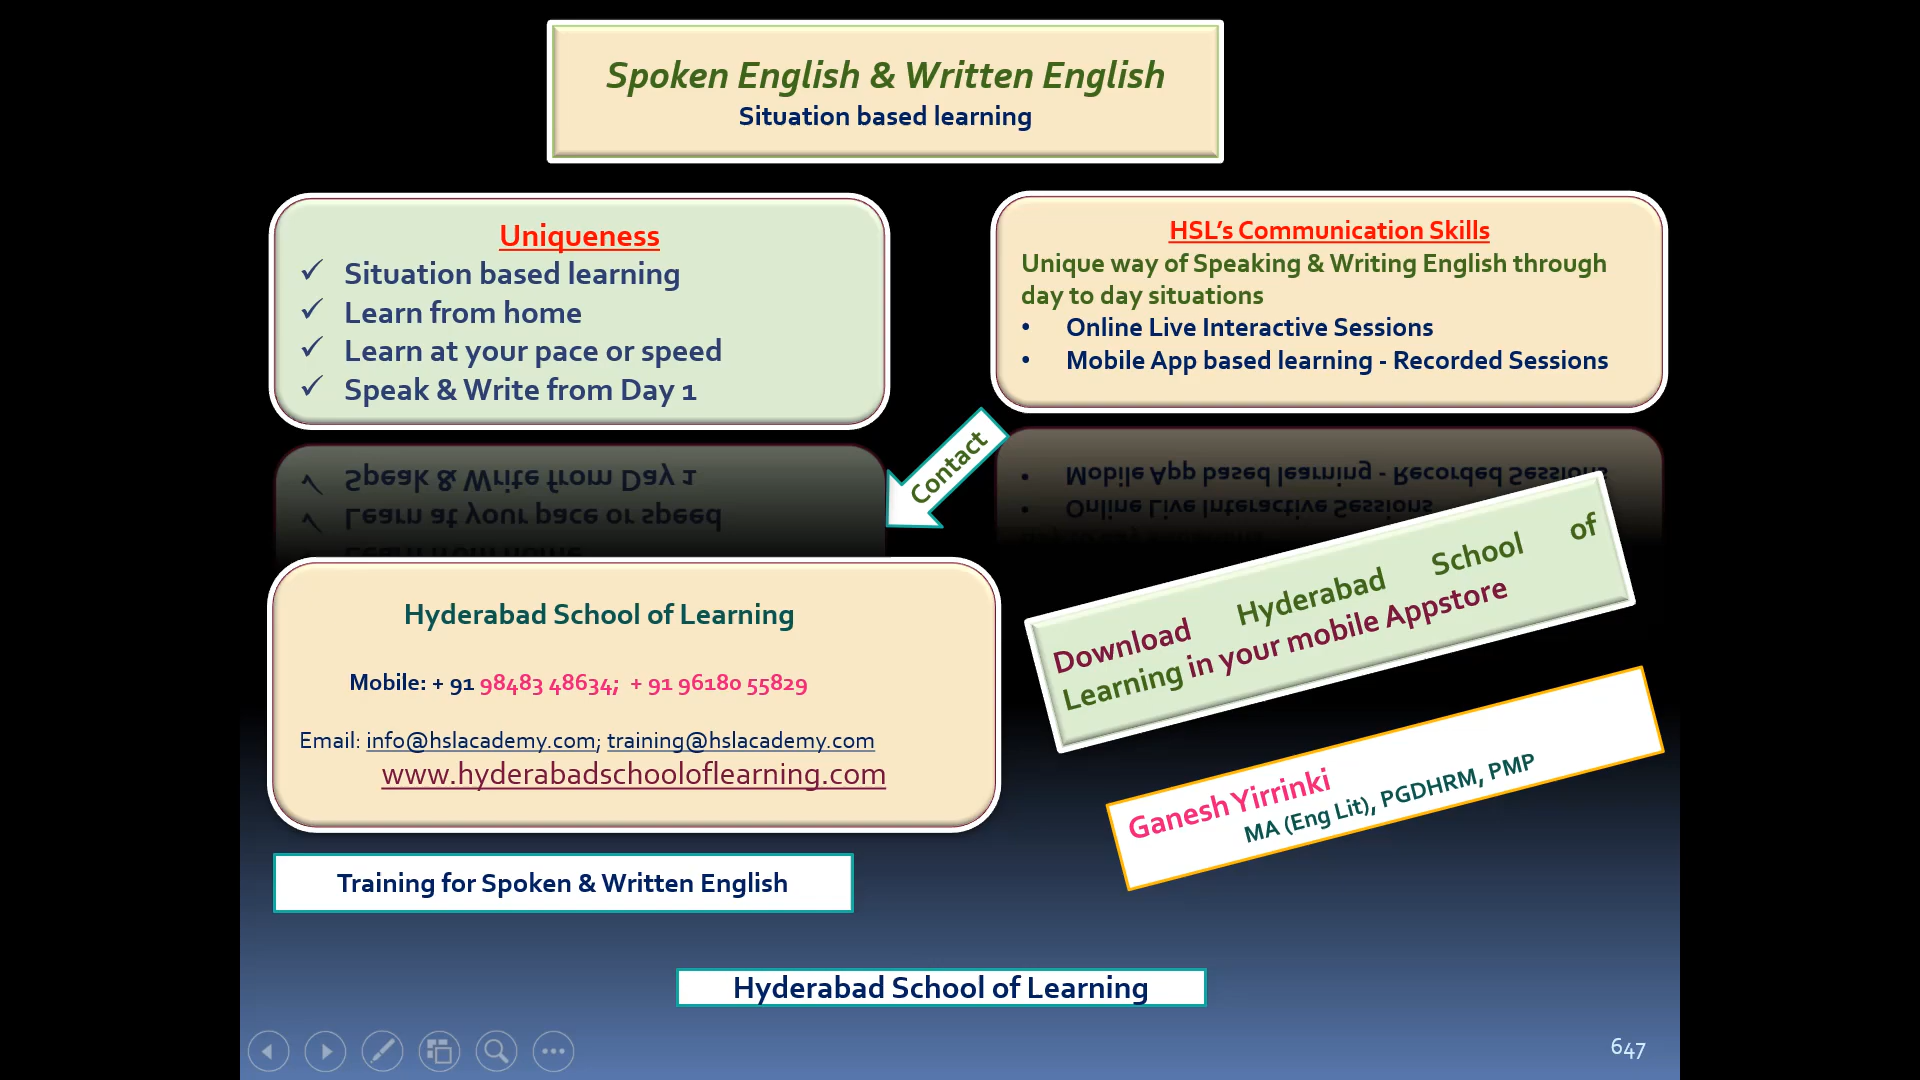 Spoken English & Written English
Situation based learning
Uniqueness
✓ Situation based learning
✓ Learn from home
✓ Learn at your pace or speed
✓ Speak & Write from Day 1
HSL's Communication Skills
Unique way of Speaking & Writing English through
day to day situations
• Online Live Interactive Sessions
• Mobile App based learning - Recorded Sessions
Contact
Hyderabad School of Learning
Mobile: + 91 98483 48634; + 91 96180 55829
Email: info@hslacademy.com; training@hslacademy.com
www.hyderabadschooloflearning.com
Download Hyderabad School of
Learning in your mobile Appstore
Ganesh Yirrinki
MA (Eng Lit), PGDHRM, PMP
Training for Spoken & Written English
Hyderabad School of Learning
647